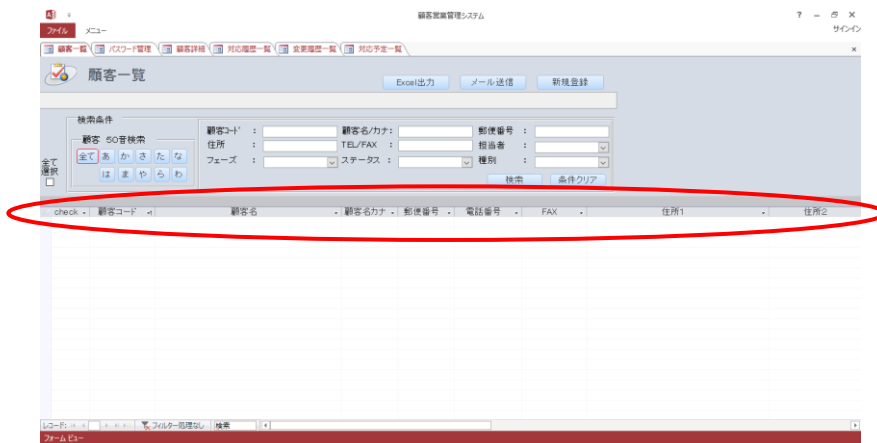 顧客営業管理システム
? － ×
ファイル メニュー サインイン
顧客一覧 パスワード管理 顧客詳細 対応履歴一覧 変更履歴一覧 対応予定一覧 ×
顧客一覧
Excel出力 メール送信 新規登録
検索条件
顧客 50音検索
全て あ か さ た な
は ま や ら わ
全て
選択
顧客コード : 顧客名/カナ: 郵便番号 :
住所 : TEL/FAX : 担当者 :
フェーズ : ステータス : 種別 :
検索 条件クリア
check 顧客コード 顧客名 顧客名カナ 郵便番号 電話番号 FAX 住所1 住所2
レコード: フィルター処理なし 検索
フォーム ビュー